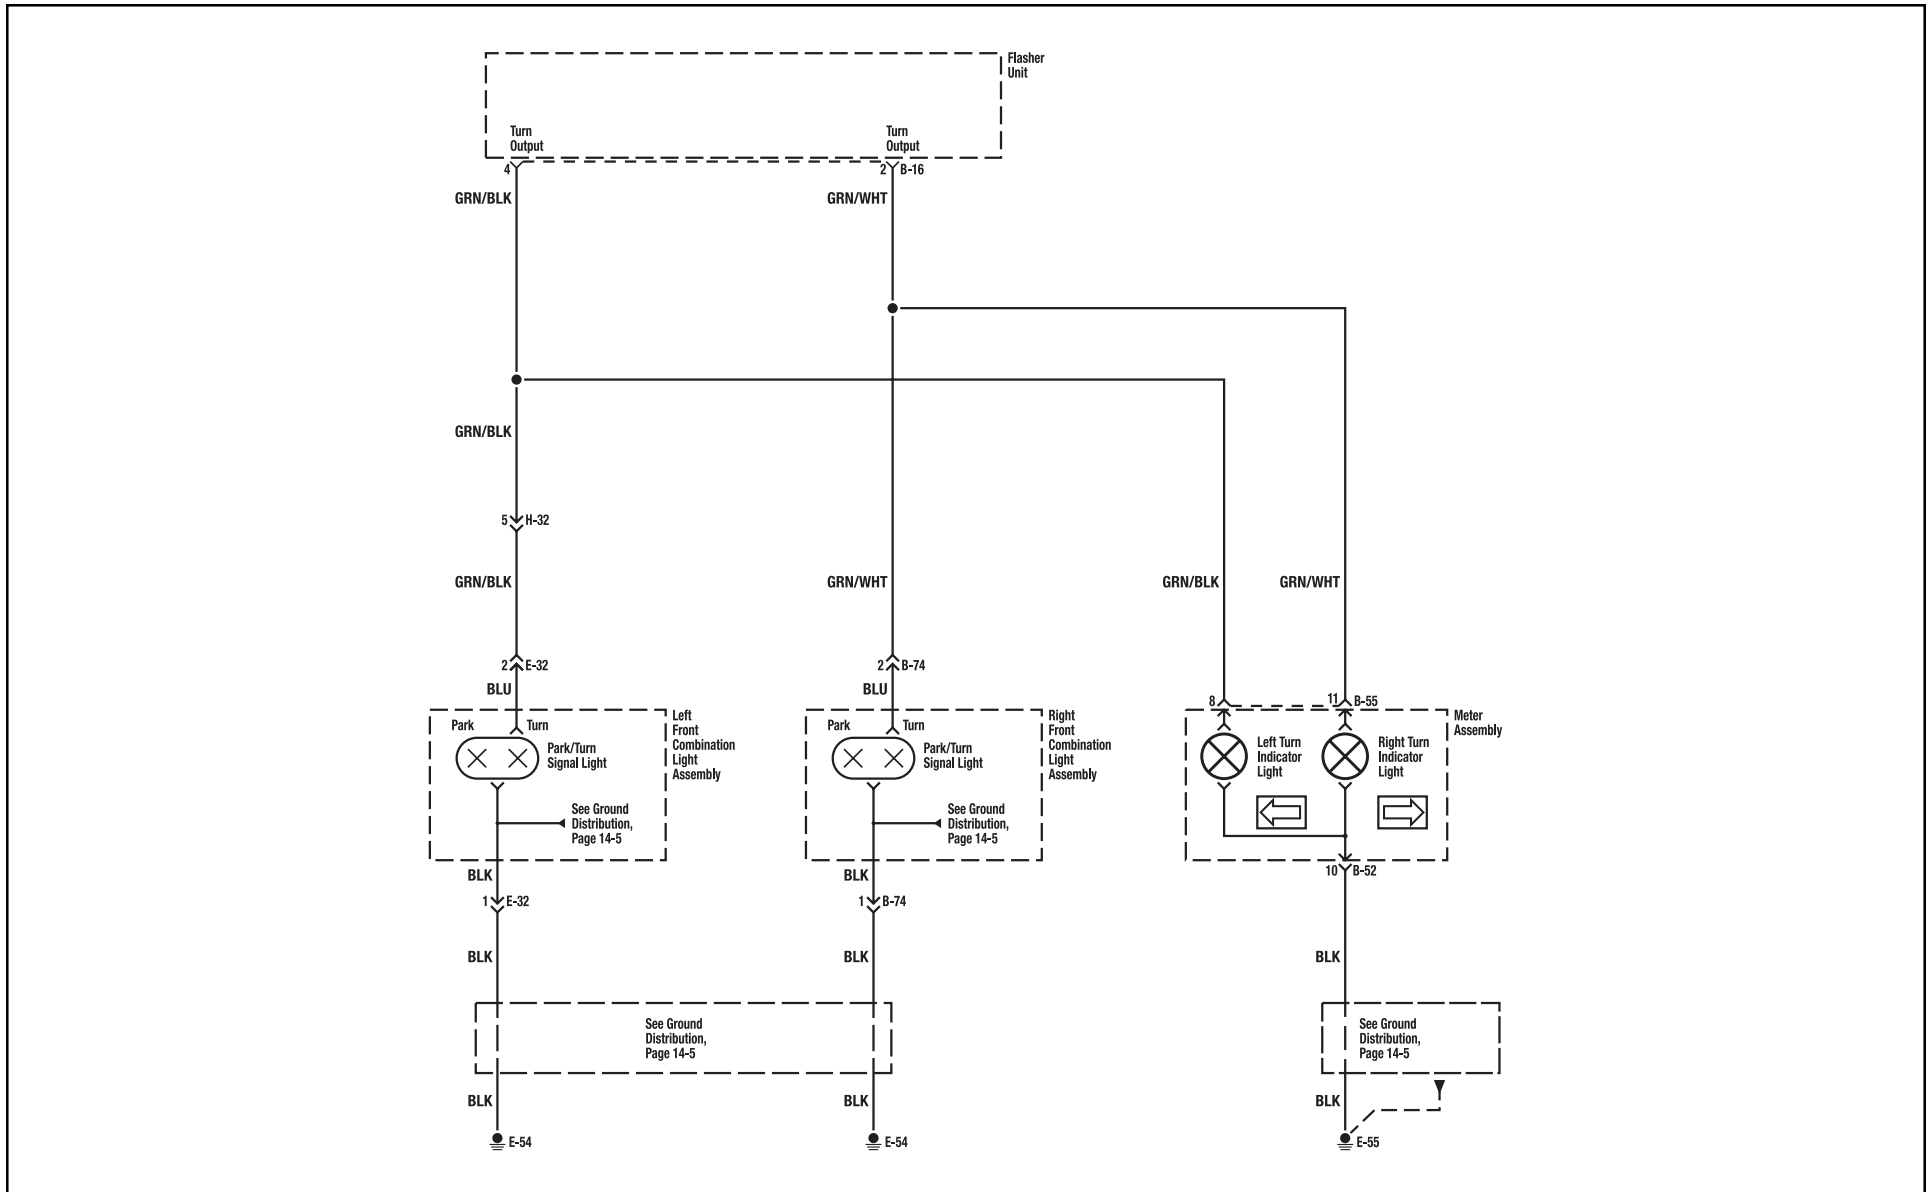 Flasher
Unit
Turn
Output
Turn
Output
4
2
B-16
GRN/BLK
GRN/WHT
GRN/BLK
5
H-32
GRN/BLK
GRN/WHT
GRN/BLK
GRN/WHT
2
E-32
2
B-74
BLU
BLU
8
11
B-55
Park
Turn
Park/Turn
Signal Light
Left
Front
Combination
Light
Assembly
Park
Turn
Park/Turn
Signal Light
Right
Front
Combination
Light
Assembly
Left Turn
Indicator
Light
Right Turn
Indicator
Light
Meter
Assembly
See Ground
Distribution,
Page 14-5
See Ground
Distribution,
Page 14-5
BLK
BLK
10
B-52
1
E-32
1
B-74
BLK
BLK
BLK
See Ground
Distribution,
Page 14-5
See Ground
Distribution,
Page 14-5
BLK
BLK
BLK
E-54
E-54
E-55